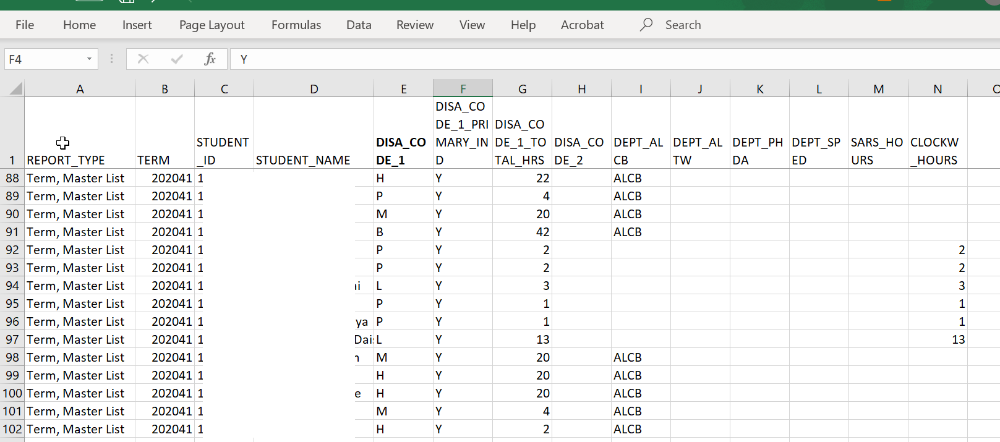 File Home Insert Page Layout Formulas Data Review View Help Acrobat Search
F4 fx Y
A B C D E F G H I J K L M N
1 REPORT_TYPE TERM STUDENT_ID STUDENT_NAME DISA_CODE_1 DISA_CODE_1_PRIMARY_IND DISA_CODE_1_TOTAL_HRS DISA_CODE_2 DEPT_ALCB DEPT_ALTW DEPT_PHDA DEPT_SPED SARS_HOURS CLOCKW_HOURS
88 Term, Master List 202041 1 H Y 22 ALCB
89 Term, Master List 202041 1 P Y 4 ALCB
90 Term, Master List 202041 1 M Y 20 ALCB
91 Term, Master List 202041 1 B Y 42 ALCB
92 Term, Master List 202041 1 P Y 2 2
93 Term, Master List 202041 1 P Y 2 2
94 Term, Master List 202041 1 L Y 3 3
95 Term, Master List 202041 1 P Y 1 1
96 Term, Master List 202041 1 ya P Y 1 1
97 Term, Master List 202041 1 Dai L Y 13 13
98 Term, Master List 202041 1 M Y 20 ALCB
99 Term, Master List 202041 1 H Y 20 ALCB
100 Term, Master List 202041 1 e H Y 20 ALCB
101 Term, Master List 202041 1 M Y 4 ALCB
102 Term, Master List 202041 1 H Y 2 ALCB